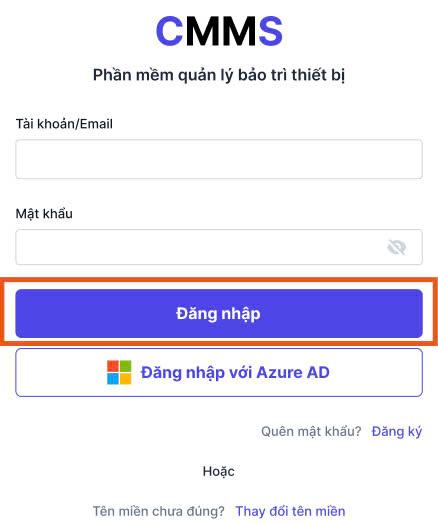 CMMS
Phần mềm quản lý bảo trì thiết bị
Tài khoản/Email
Mật khẩu
Đăng nhập
Đăng nhập với Azure AD
Quên mật khẩu? Đăng ký
Hoặc
Tên miền chưa đúng? Thay đổi tên miền